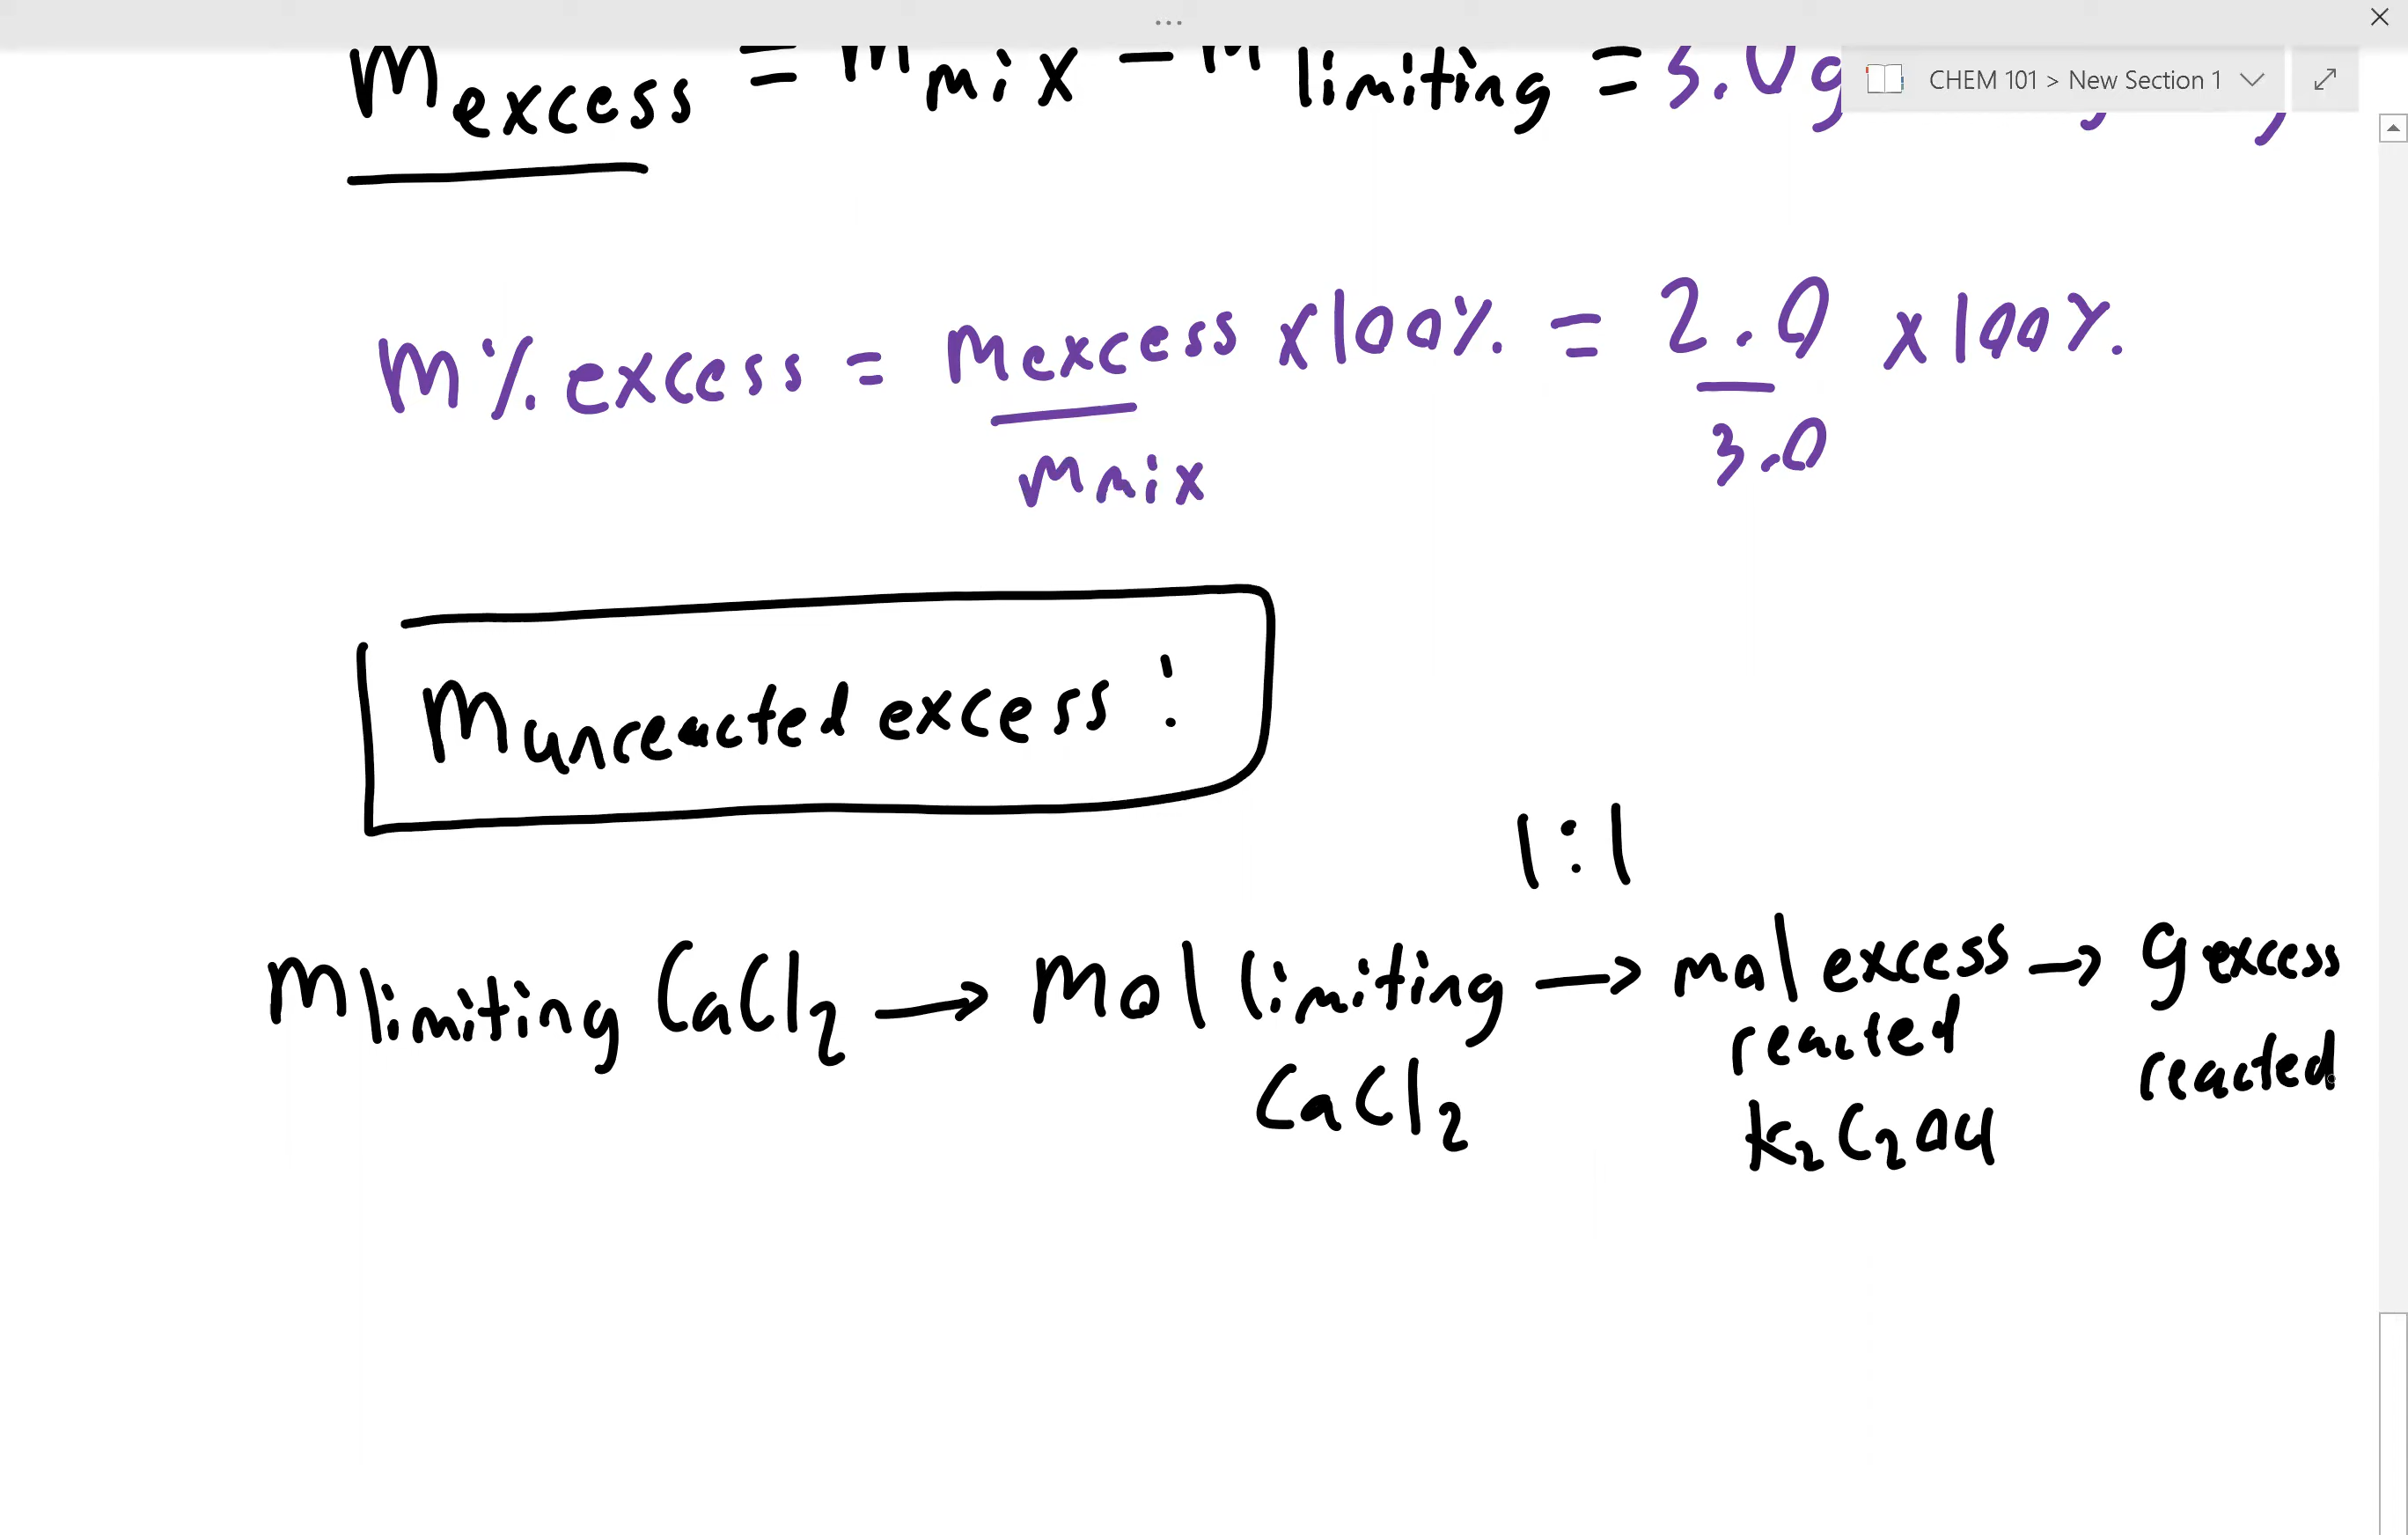 m excess = m mix - m limiting = 3.0g
CHEM 101 > New Section 1
m% excess = m excess x100% = 2.0 x100%.
m mix 3.0
m unreacted excess:
1:1
m limiting CaCl2 → mol limiting → mol excess → g excess
reacted reacted
CaCl2 K2C2O4